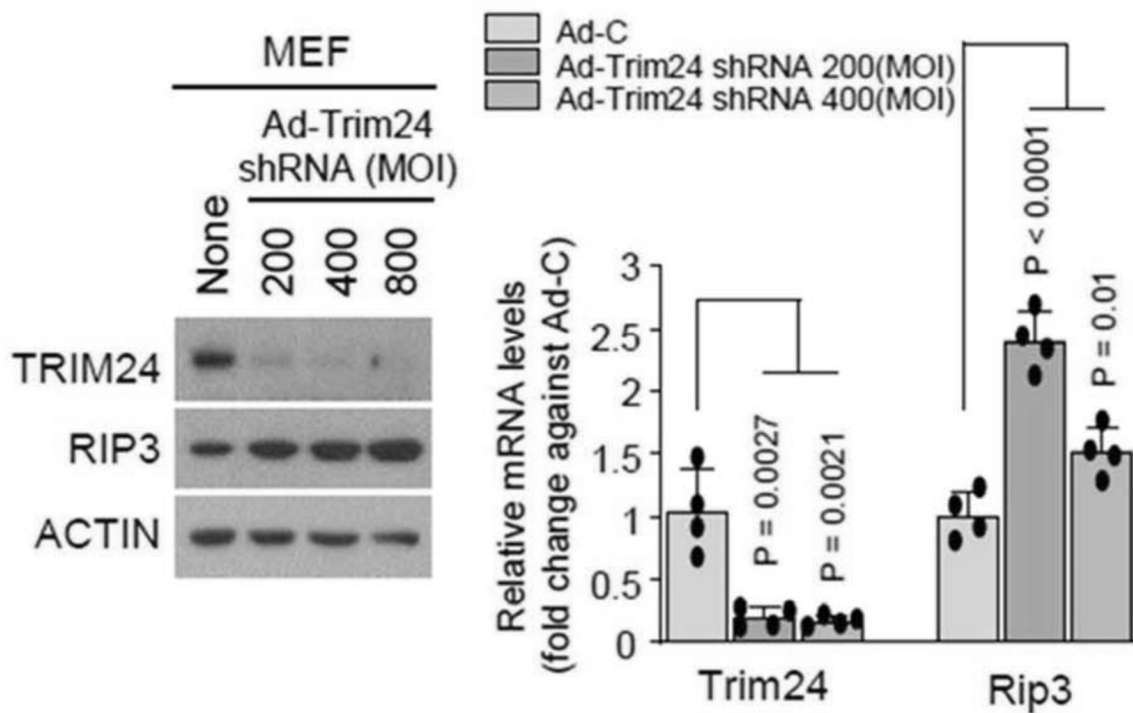 MEF
Ad-Trim24
shRNA (MOI)
None
200
400
800
TRIM24
RIP3
ACTIN
Ad-C
Ad-Trim24 shRNA 200(MOI)
Ad-Trim24 shRNA 400(MOI)
Relative mRNA levels
(fold change against Ad-C)
3
2.5
2
1.5
1
0.5
0
P = 0.0027
P = 0.0021
P < 0.0001
P = 0.01
Trim24
Rip3